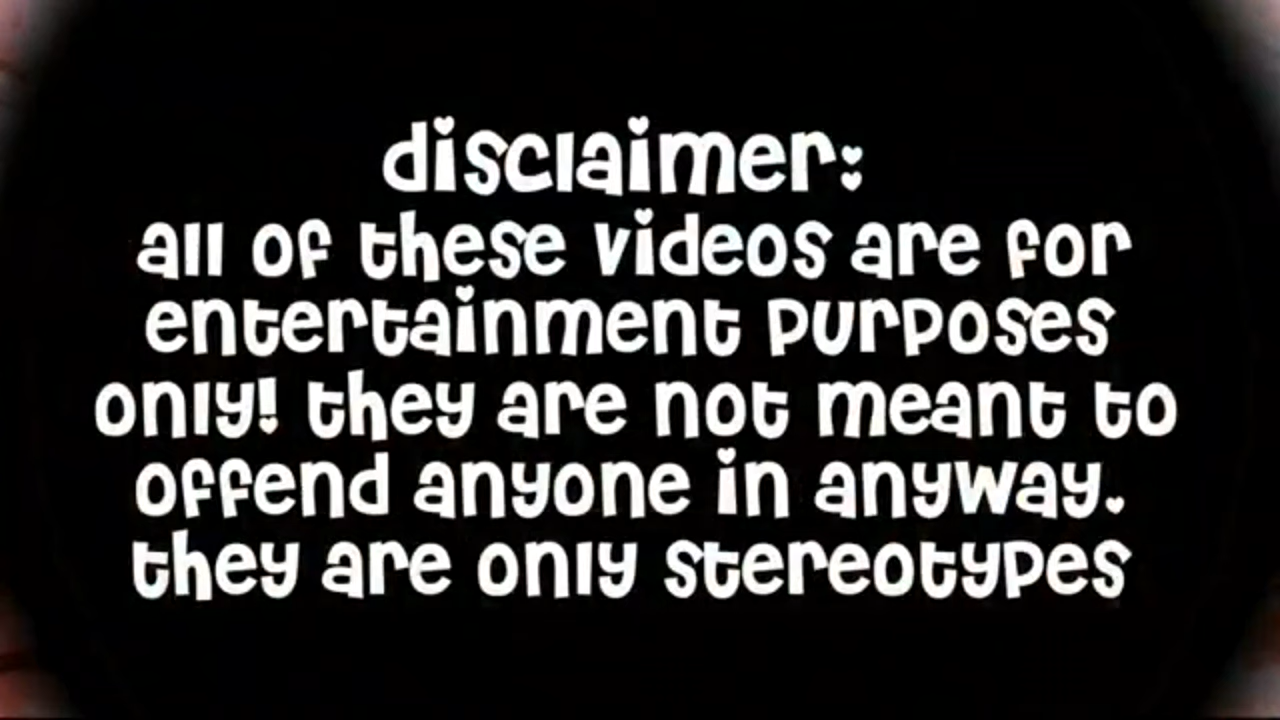 disclaimer:
all of these videos are for
entertainment purposes
only! they are not meant to
offend anyone in anyway.
they are only stereotypes